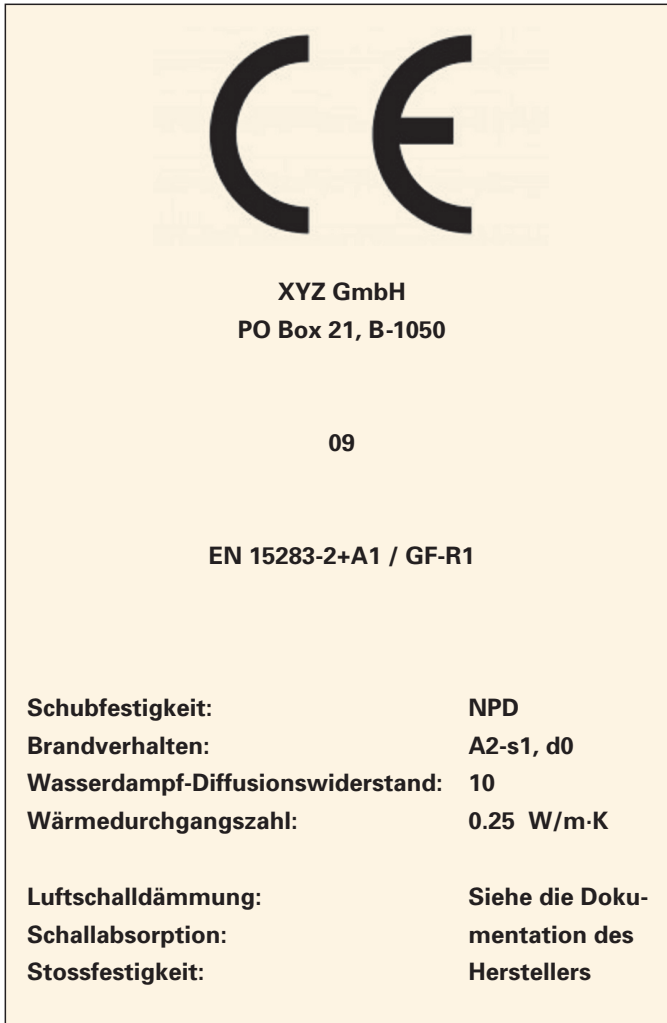 CE
XYZ GmbH
PO Box 21, B-1050
09
EN 15283-2+A1 / GF-R1
Schubfestigkeit: NPD
Brandverhalten: A2-s1, d0
Wasserdampf-Diffusionswiderstand: 10
Wärmedurchgangszahl: 0.25 W/m·K
Luftschalldämmung: Siehe die Doku-
Schallabsorption: mentation des
Stossfestigkeit: Herstellers